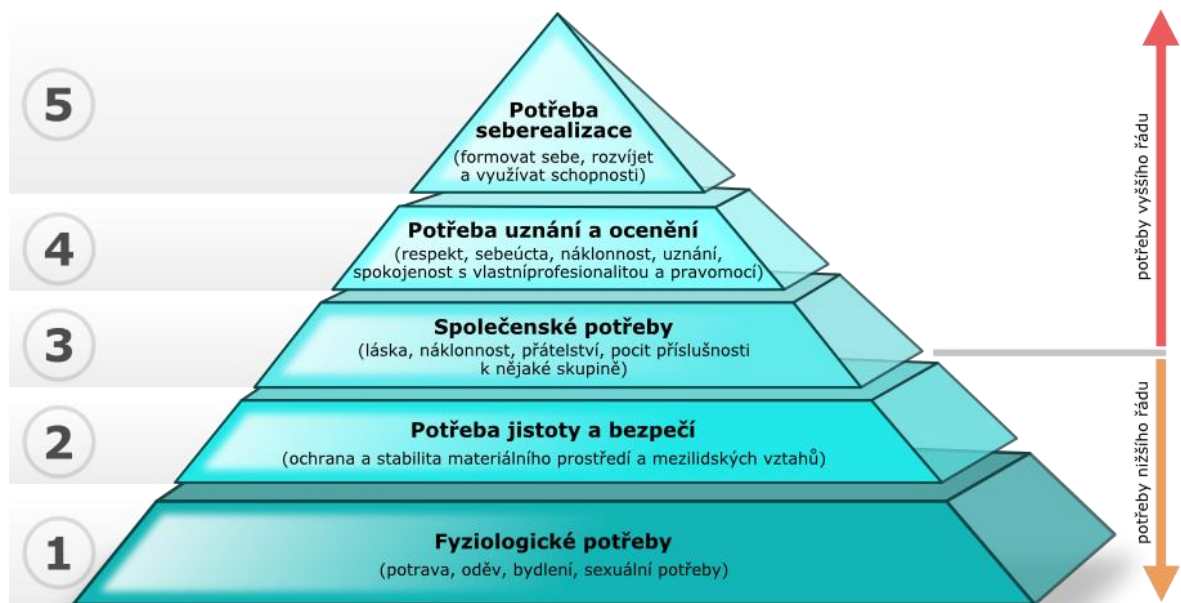 5
Potřeba
seberealizace
(formovat sebe, rozvíjet
a využívat schopnosti)
4
Potřeba uznání a ocenění
(respekt, sebeúcta, náklonnost, uznání,
spokojenost s vlastníprofesionalitou a pravomocí)
3
Společenské potřeby
(láska, náklonnost, přátelství, pocit příslušnosti
k nějaké skupině)
2
Potřeba jistoty a bezpečí
(ochrana a stabilita materiálního prostředí a mezilidských vztahů)
1
Fyziologické potřeby
(potrava, oděv, bydlení, sexuální potřeby)
potřeby vyššího řádu
potřeby nižšího řádu